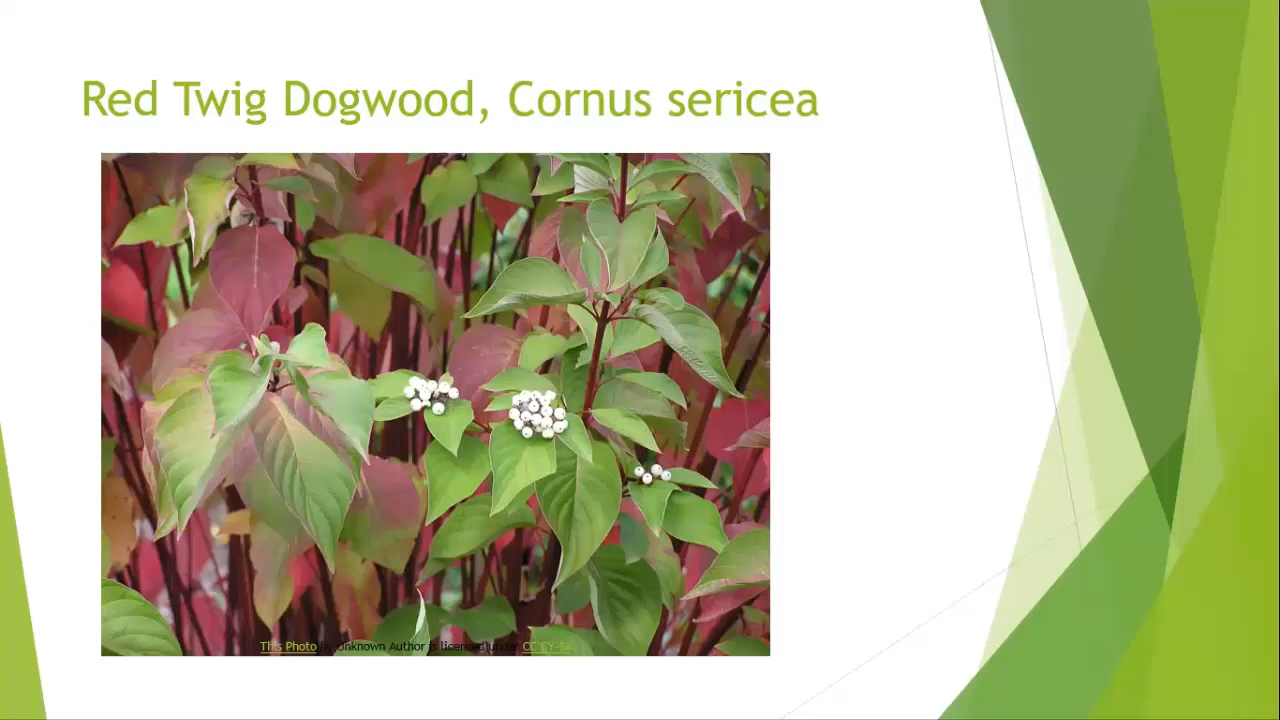 Red Twig Dogwood, Cornus sericea
This Photo by Unknown Author is licensed under CC BY-SA